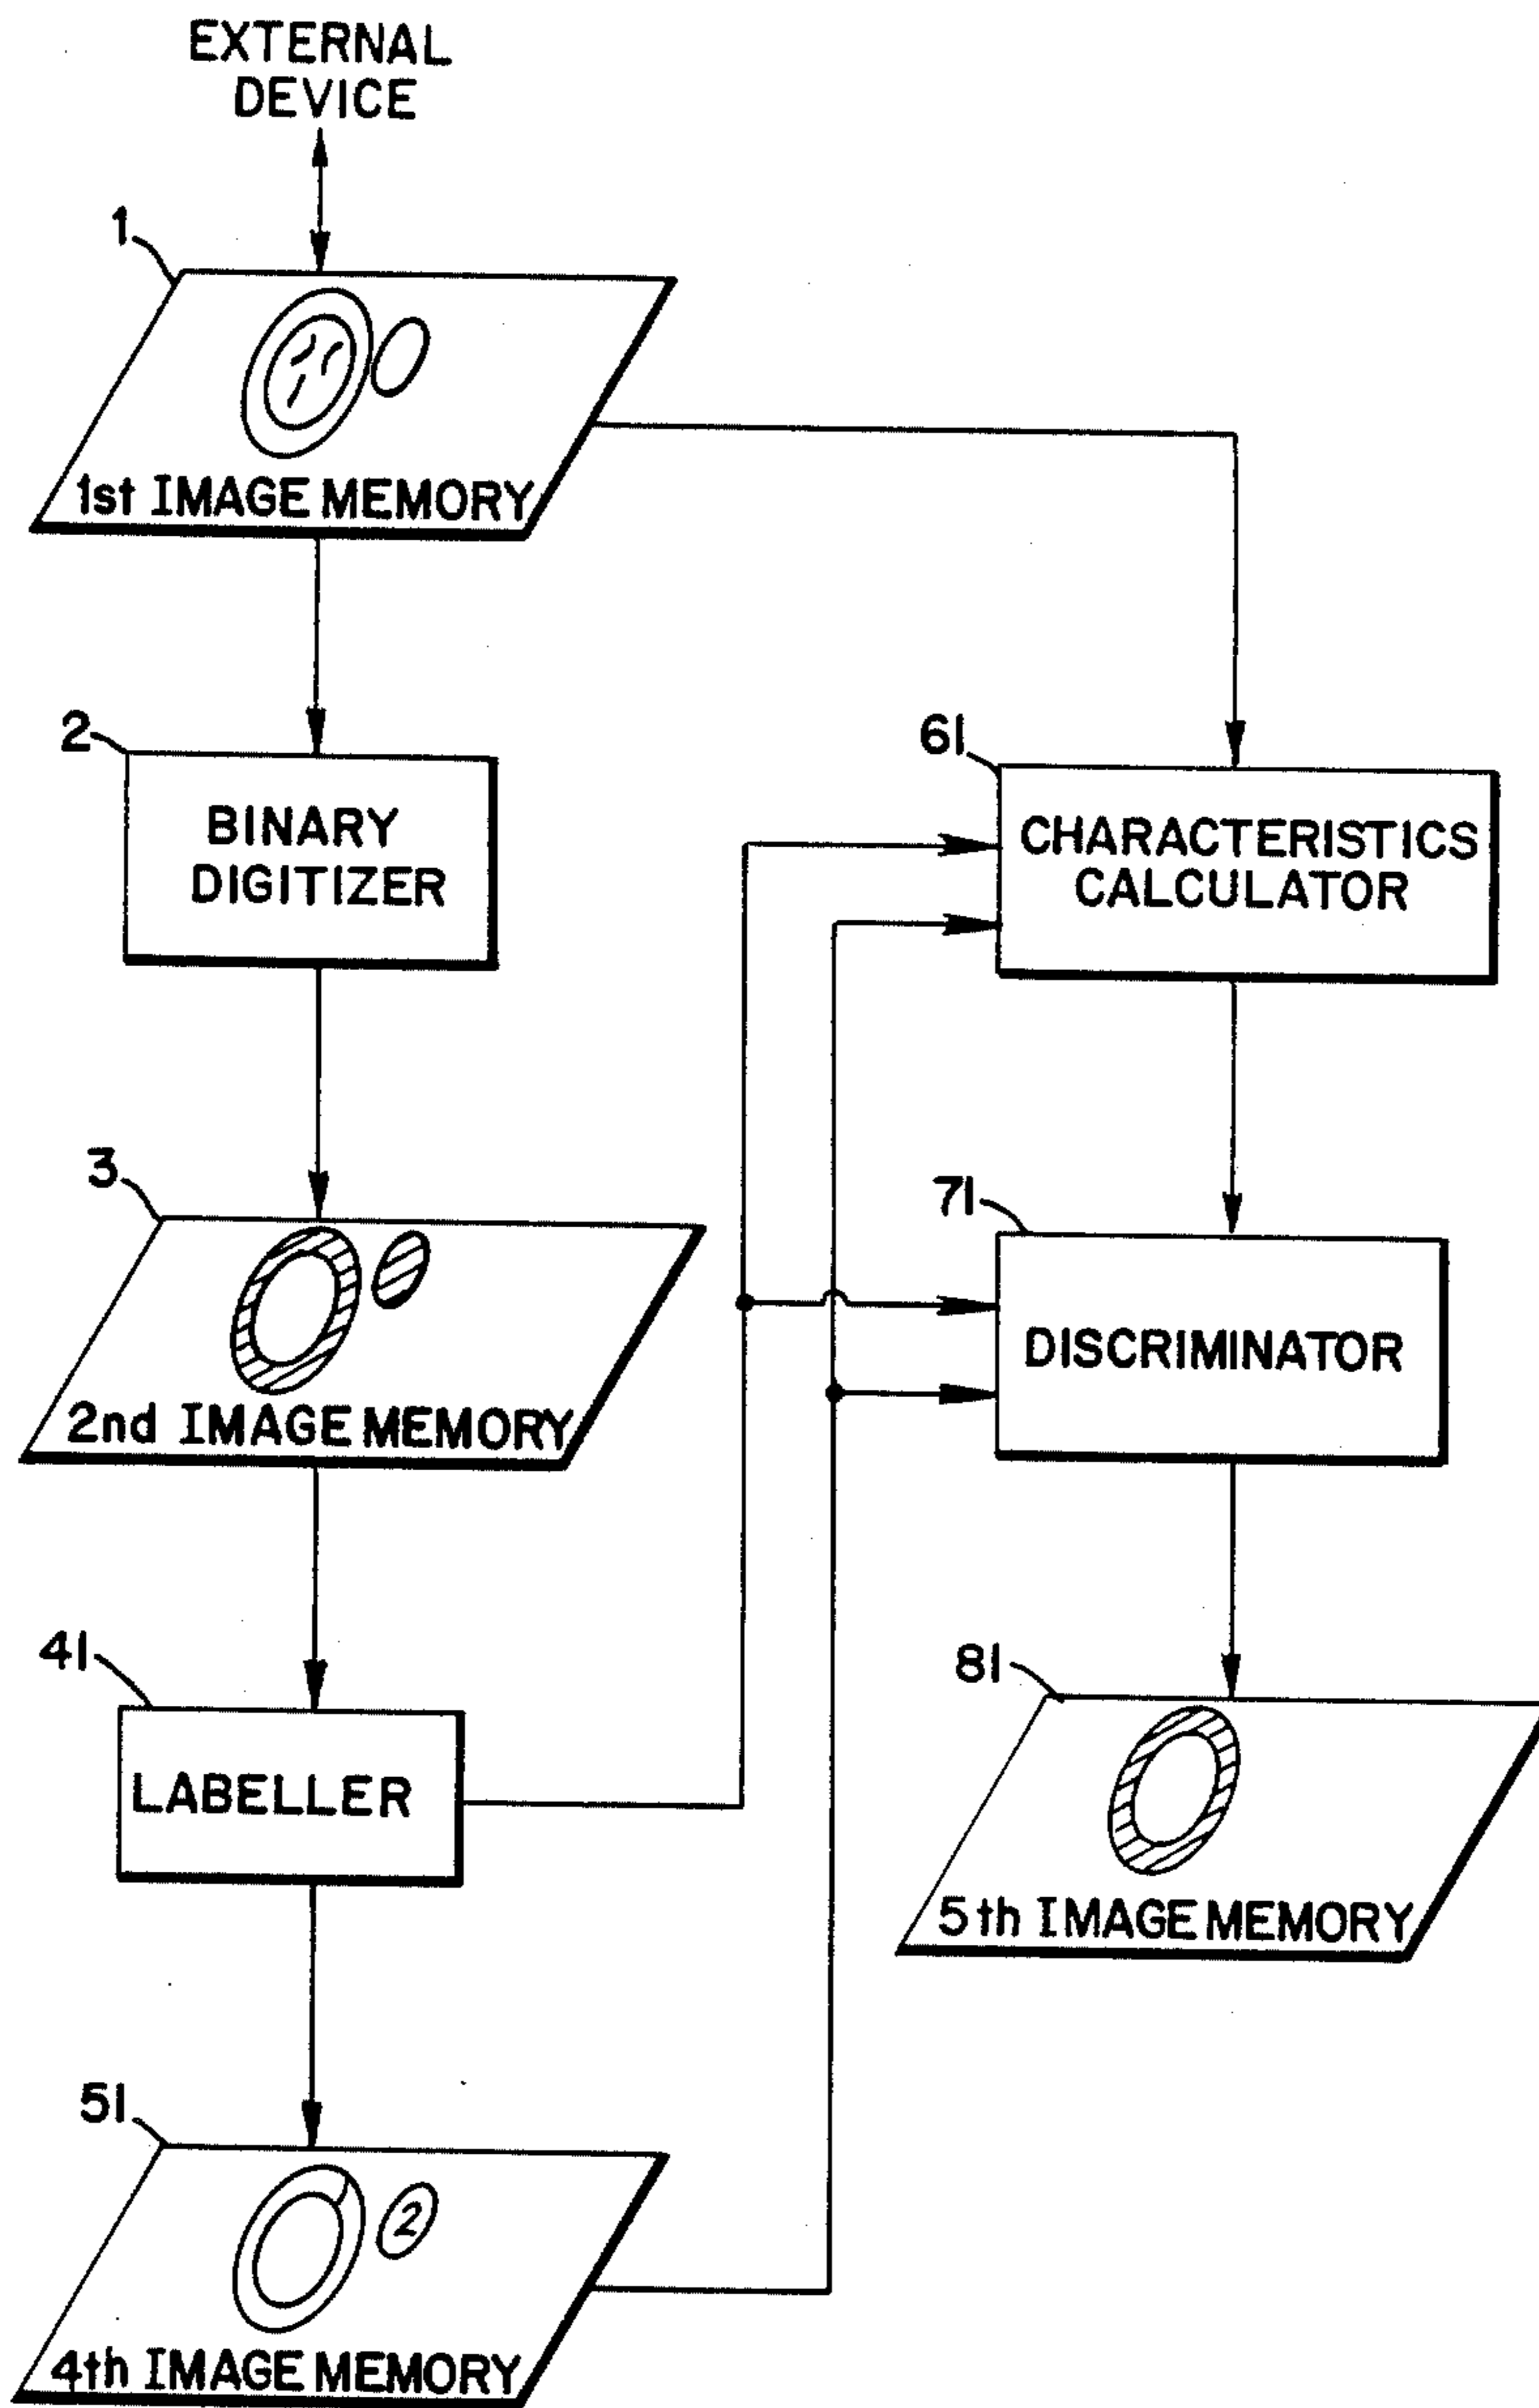 EXTERNAL
DEVICE
1
1st IMAGE MEMORY
2
BINARY
DIGITIZER
61
CHARACTERISTICS
CALCULATOR
3
2nd IMAGE MEMORY
71
DISCRIMINATOR
41
LABELLER
81
5th IMAGE MEMORY
51
2
4th IMAGE MEMORY